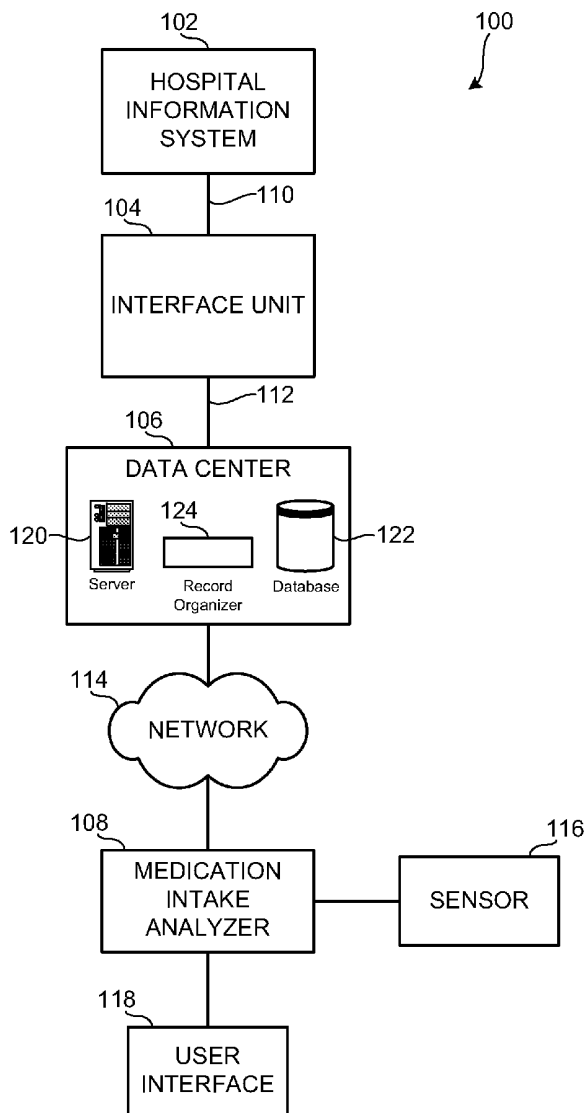 102
100
HOSPITAL
INFORMATION
SYSTEM
110
104
INTERFACE UNIT
112
106
DATA CENTER
120
124
122
Server
Record
Organizer
Database
114
NETWORK
108
116
MEDICATION
INTAKE
ANALYZER
SENSOR
118
USER
INTERFACE